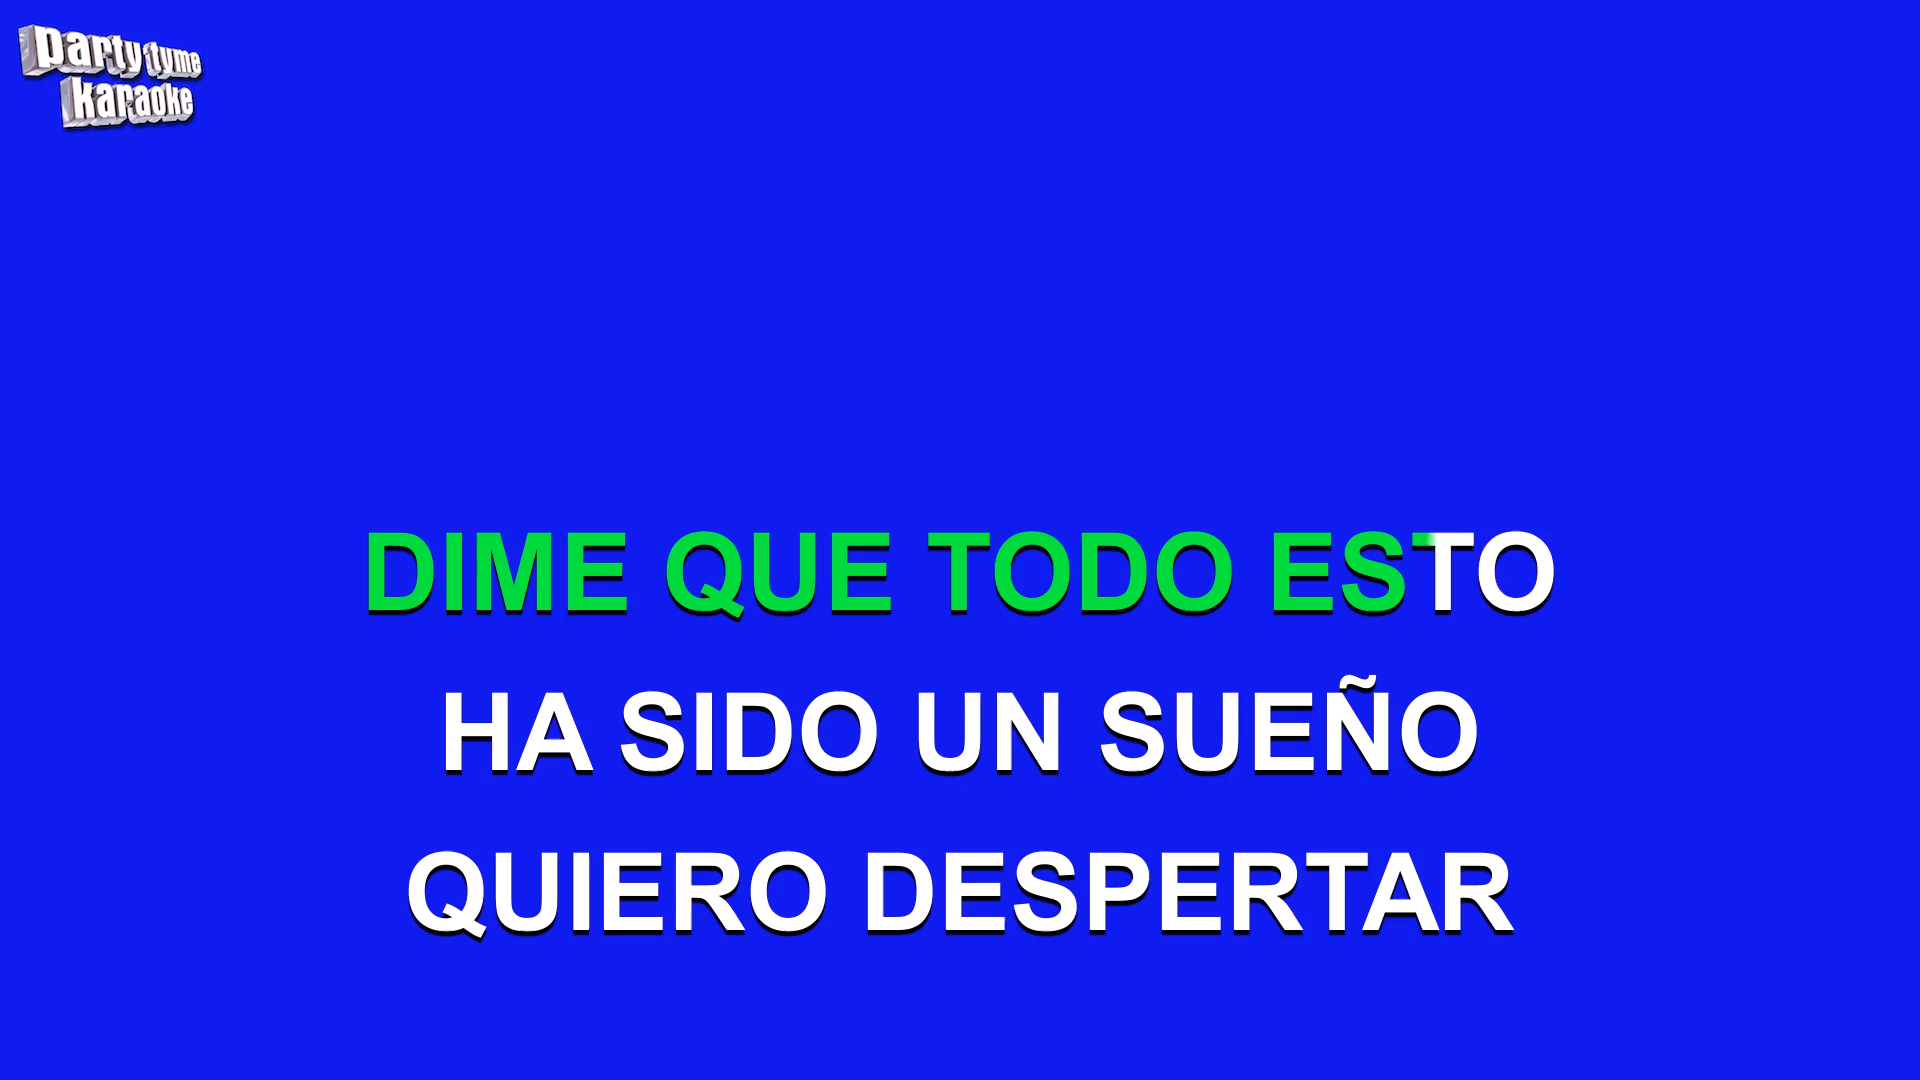 party tyme
karaoke
DIME QUE TODO ESTO
HA SIDO UN SUEÑO
QUIERO DESPERTAR